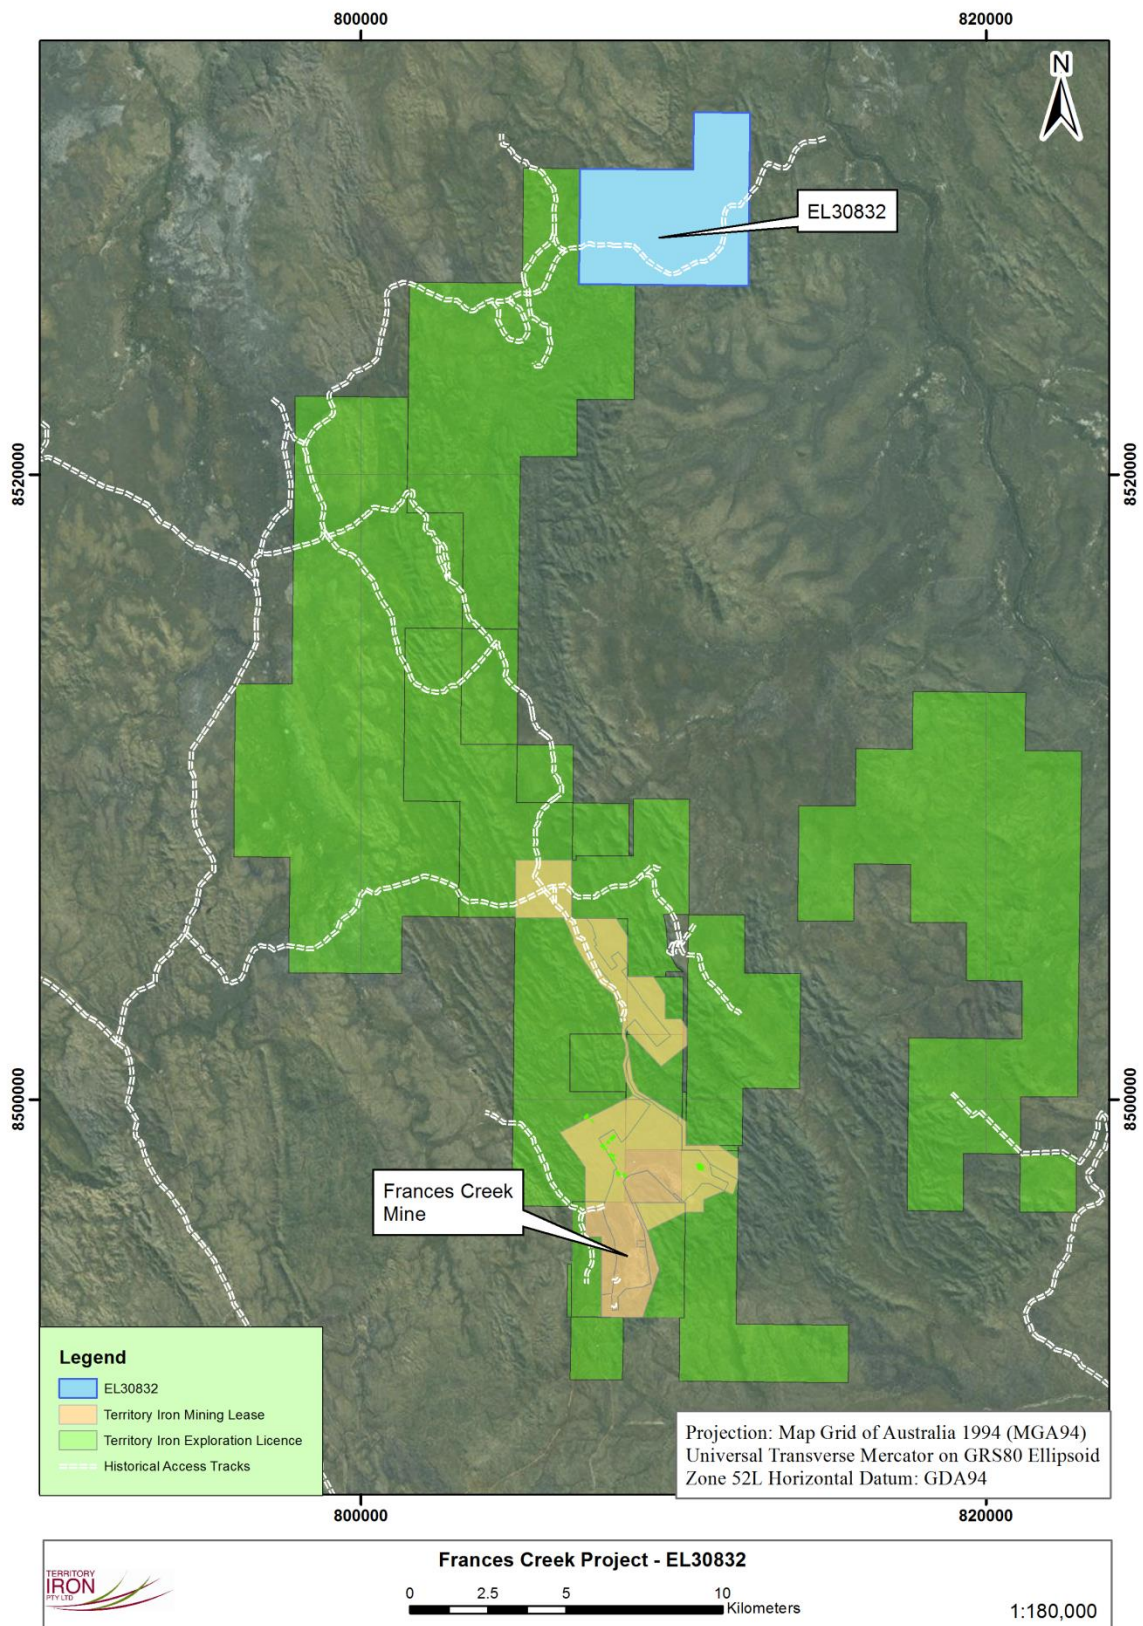 800000
820000
N
EL30832
8520000
8520000
8500000
8500000
Frances Creek
Mine
Legend
EL30832
Territory Iron Mining Lease
Territory Iron Exploration Licence
Historical Access Tracks
Projection: Map Grid of Australia 1994 (MGA94)
Universal Transverse Mercator on GRS80 Ellipsoid
Zone 52L Horizontal Datum: GDA94
800000
820000
TERRITORY
IRON
PTY LTD
Frances Creek Project - EL30832
0 2.5 5 10
Kilometers
1:180,000